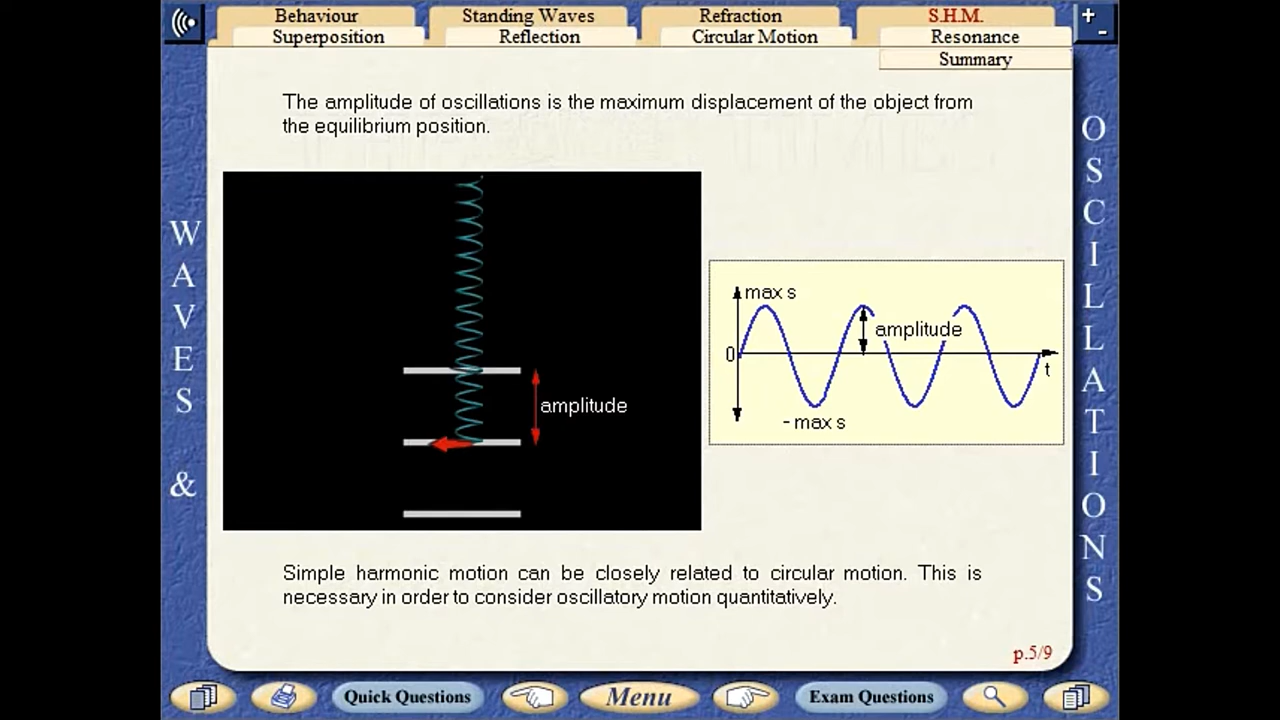 Behaviour
Standing Waves
Refraction
S.H.M.
+
-
Superposition
Reflection
Circular Motion
Resonance
Summary
The amplitude of oscillations is the maximum displacement of the object from
the equilibrium position.
WAVES &
OSCILLATIONS
amplitude
max s
amplitude
0
t
- max s
Simple harmonic motion can be closely related to circular motion. This is
necessary in order to consider oscillatory motion quantitatively.
p.5/9
Quick Questions
Menu
Exam Questions